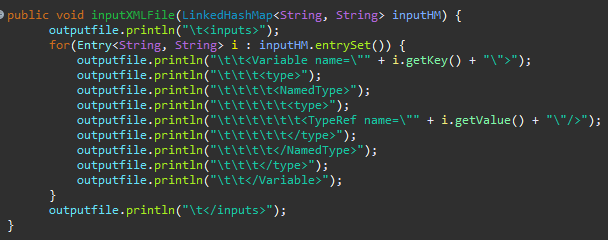 public void inputXMLFile(LinkedHashMap<String, String> inputHM) {
outputfile.println("\t<inputs>");
for(Entry<String, String> i : inputHM.entrySet()) {
outputfile.println("\t\t<Variable name=\"" + i.getKey() + "\">");
outputfile.println("\t\t\t<type>");
outputfile.println("\t\t\t\t<NamedType>");
outputfile.println("\t\t\t\t\t<type>");
outputfile.println("\t\t\t\t\t\t<TypeRef name=\"" + i.getValue() + "\"/>");
outputfile.println("\t\t\t\t\t</type>");
outputfile.println("\t\t\t\t</NamedType>");
outputfile.println("\t\t\t</type>");
outputfile.println("\t\t</Variable>");
}
outputfile.println("\t</inputs>");
}